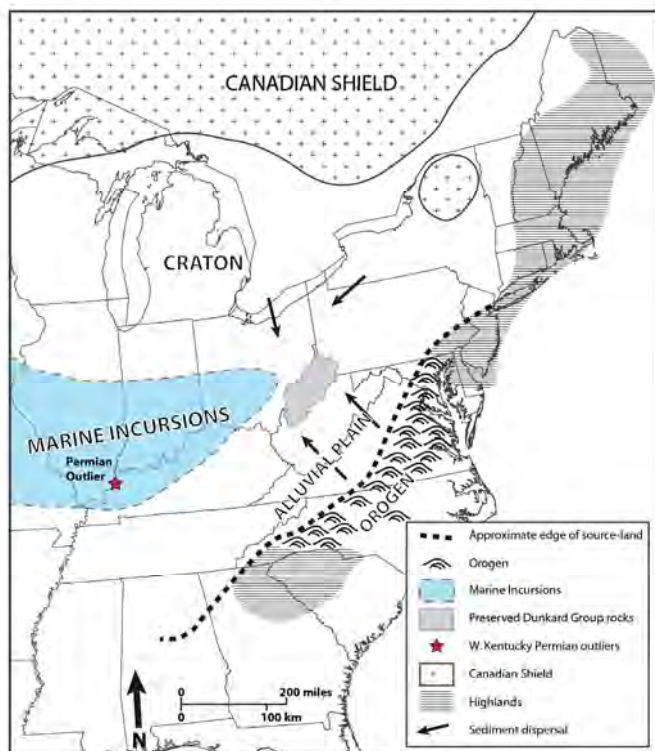 CANADIAN SHIELD
CRATON
MARINE INCURSIONS
Permian
Outlier
ALLUVIAL PLAIN
OROGEN
0 200 miles
0 100 km
N
Approximate edge of source-land
Orogen
Marine Incursions
Preserved Dunkard Group rocks
W. Kentucky Permian outliers
Canadian Shield
Highlands
Sediment dispersal